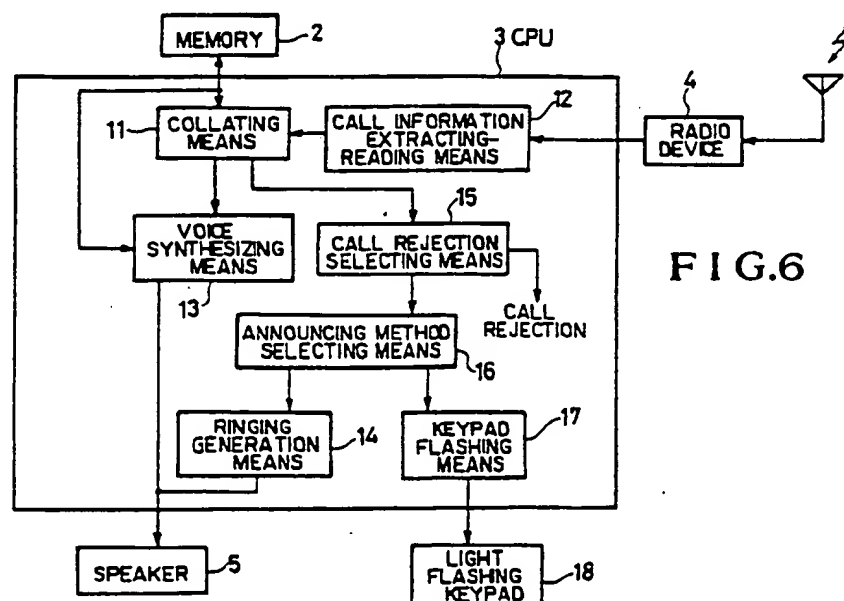 MEMORY
2
3 CPU
11
COLLATING
MEANS
CALL INFORMATION
EXTRACTING-
READING MEANS
12
4
RADIO
DEVICE
15
VOICE
SYNTHESIZING
MEANS
13
CALL REJECTION
SELECTING MEANS
FIG.6
CALL
REJECTION
ANNOUNCING METHOD
SELECTING MEANS
16
RINGING
GENERATION
MEANS
14
KEYPAD
FLASHING
MEANS
17
SPEAKER
5
LIGHT
FLASHING
KEYPAD
18